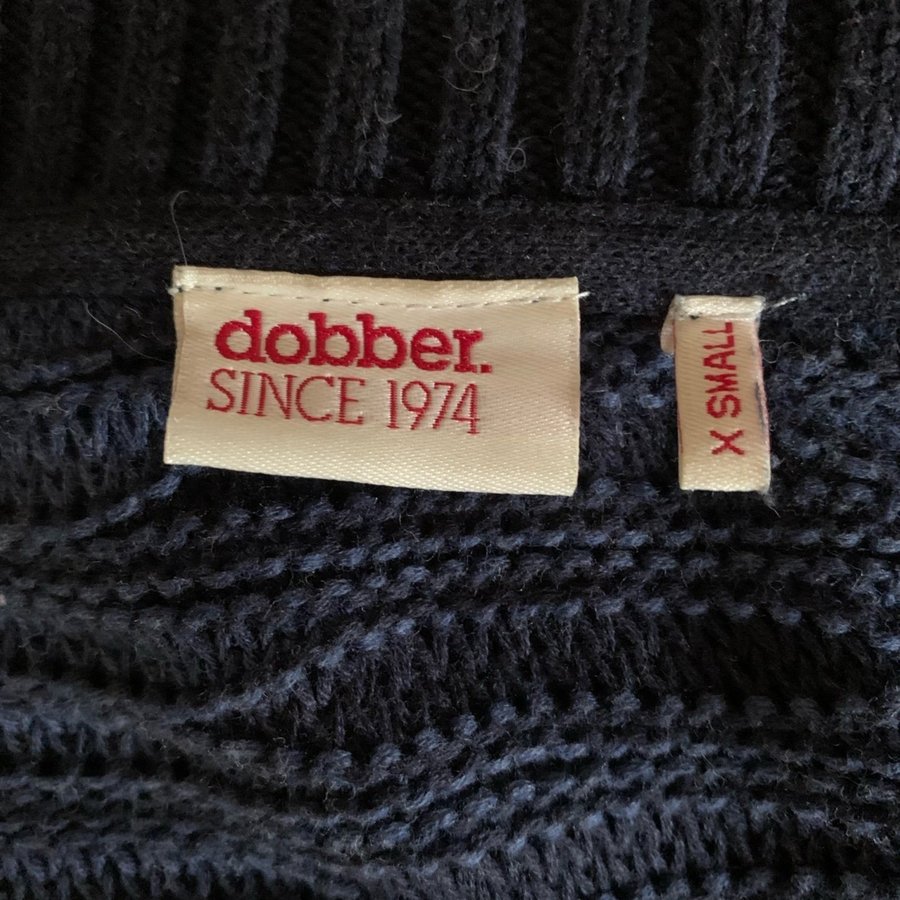 dobber.
SINCE 1974
X SMALL